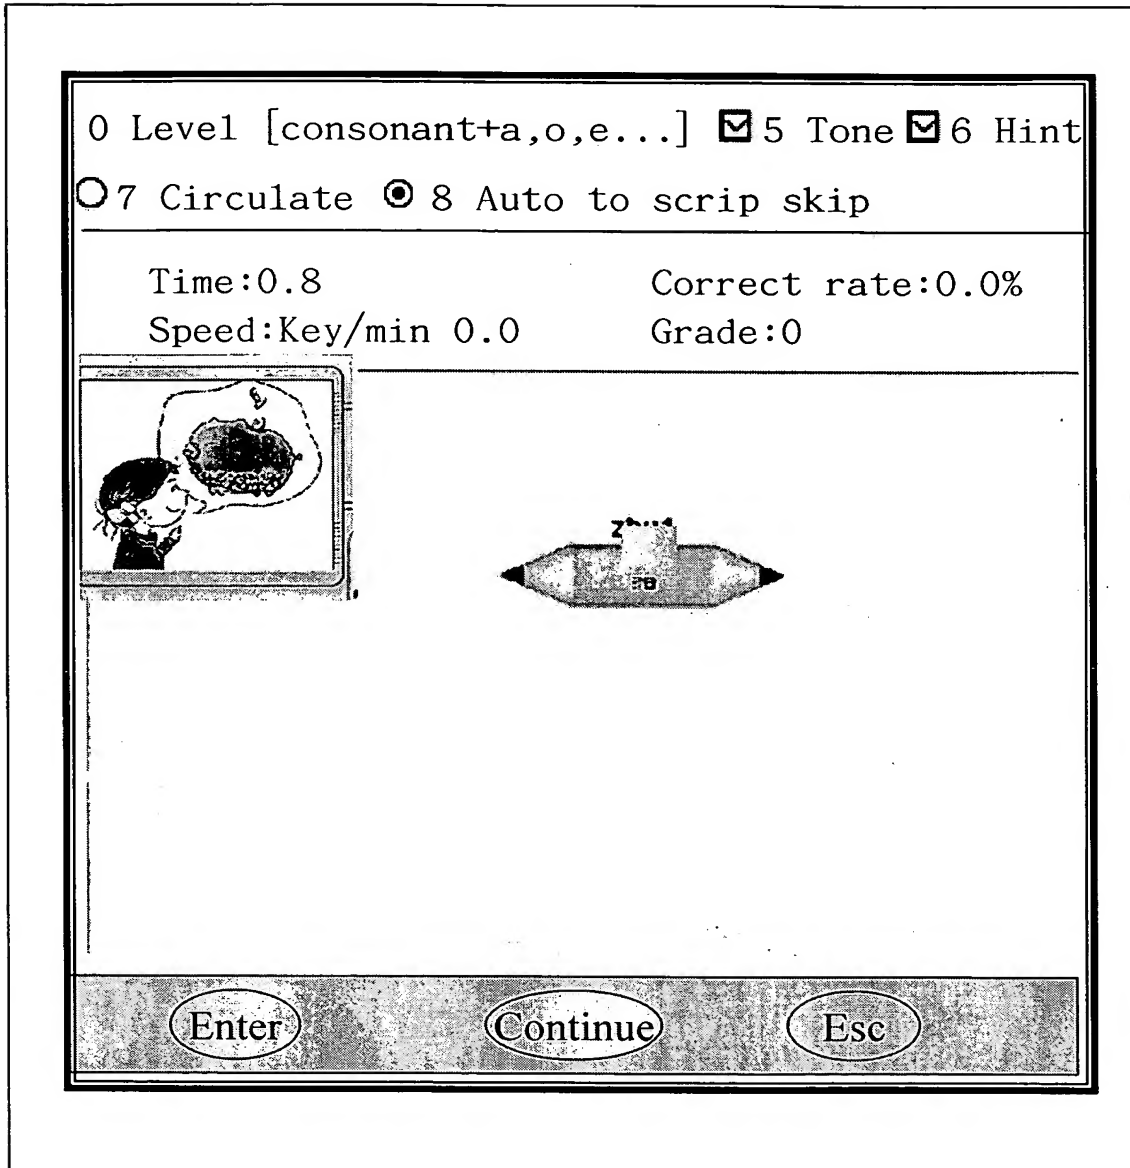 0 Level [consonant+a,o,e...] 5 Tone 6 Hint
7 Circulate 8 Auto to scrip skip
Time:0.8 Correct rate:0.0%
Speed:Key/min 0.0 Grade:0
Enter Continue Esc